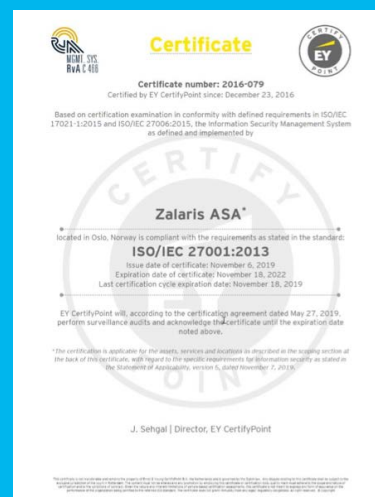 MGMT. SYS.
RvA C 488
Certificate
CERTIFY
EY
POINT
Certificate number: 2016-079
Certified by EY CertifyPoint since: December 23, 2016
Based on certification examination in conformity with defined requirements in ISO/IEC
17021-1:2015 and ISO/IEC 27006:2015, the Information Security Management System
as defined and implemented by
Zalaris ASA*
located in Oslo, Norway is compliant with the requirements as stated in the standard:
ISO/IEC 27001:2013
Issue date of certificate: November 6, 2019
Expiration date of certificate: November 18, 2022
Last certification cycle expiration date: November 18, 2019
EY CertifyPoint will, according to the certification agreement dated May 27, 2019,
perform surveillance audits and acknowledge the certificate until the expiration date
noted above.
*The certification is applicable for the assets, services and locations as described in the scoping section at
the back of this certificate, with regard to the specific requirements for information security as stated in
the Statement of Applicability, version 5, dated November 7, 2019.
J. Sehgal | Director, EY CertifyPoint